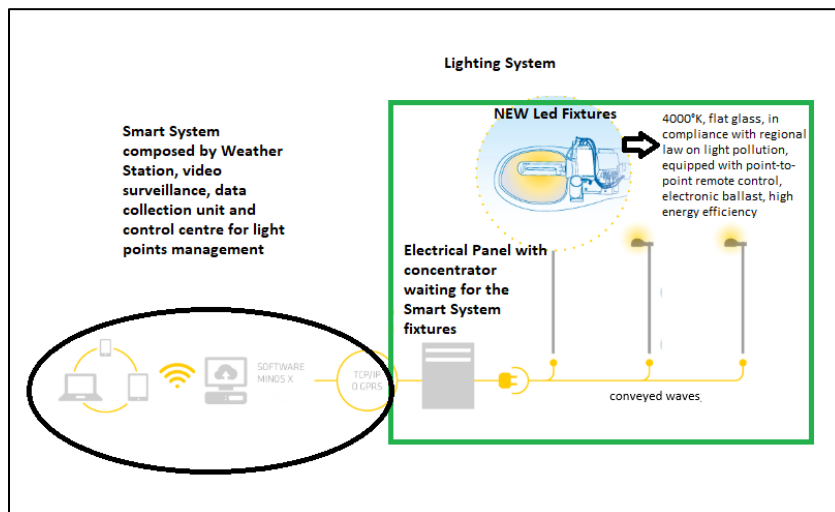 Lighting System
NEW Led Fixtures
4000°K, flat glass, in
compliance with regional
law on light pollution,
equipped with point-to-
point remote control,
electronic ballast, high
energy efficiency
Smart System
composed by Weather
Station, video
surveillance, data
collection unit and
control centre for light
points management
Electrical Panel with
concentrator
waiting for the
Smart System
fixtures
SOFTWARE
MINOS X
TCP/IP
O GPRS
conveyed waves